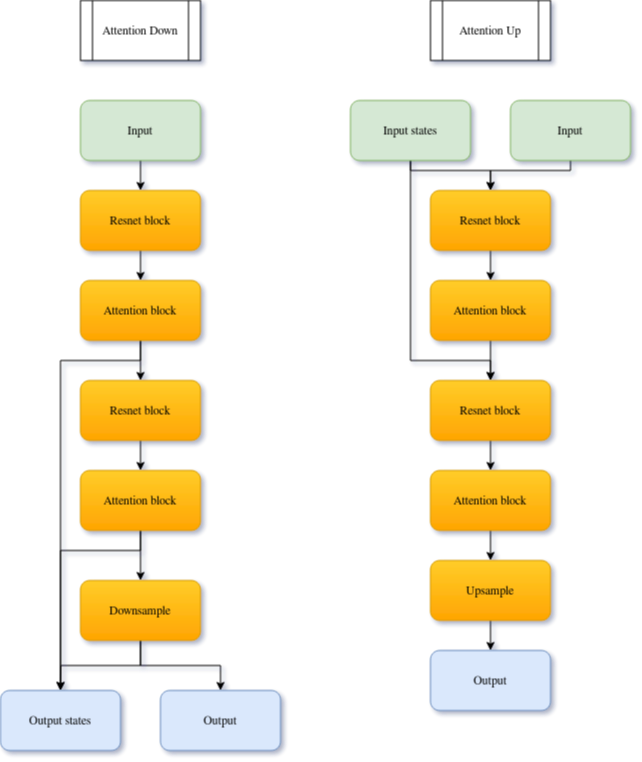 Attention Down
Input
Resnet block
Attention block
Resnet block
Attention block
Downsample
Output states
Output
Attention Up
Input states
Input
Resnet block
Attention block
Resnet block
Attention block
Upsample
Output